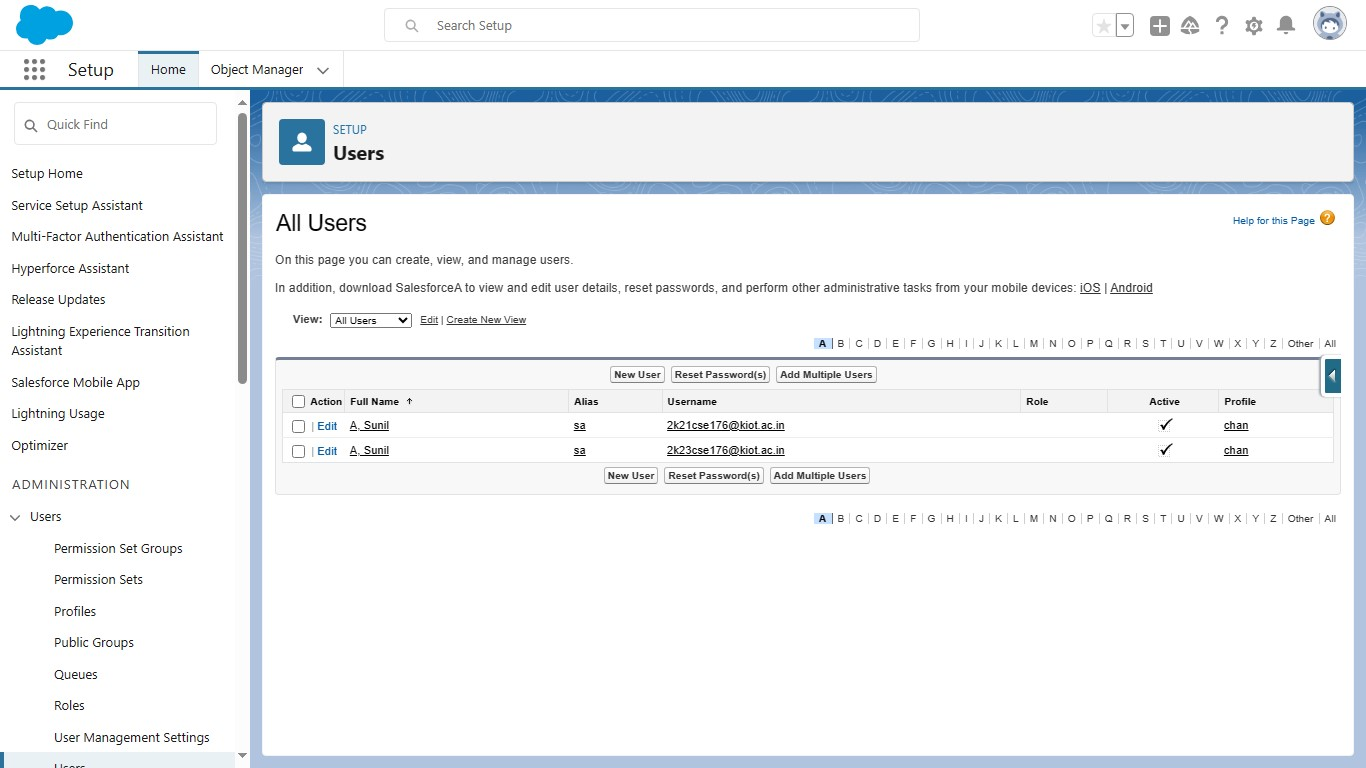 Search Setup
Setup Home Object Manager
Quick Find
Setup Home
Service Setup Assistant
Multi-Factor Authentication Assistant
Hyperforce Assistant
Release Updates
Lightning Experience Transition
Assistant
Salesforce Mobile App
Lightning Usage
Optimizer
ADMINISTRATION
Users
Permission Set Groups
Permission Sets
Profiles
Public Groups
Queues
Roles
User Management Settings
Users
SETUP
Users
All Users
Help for this Page ?
On this page you can create, view, and manage users.
In addition, download SalesforceA to view and edit user details, reset passwords, and perform other administrative tasks from your mobile devices: iOS | Android
View: All Users Edit | Create New View
A | B | C | D | E | F | G | H | I | J | K | L | M | N | O | P | Q | R | S | T | U | V | W | X | Y | Z | Other | All
New User Reset Password(s) Add Multiple Users
Action Full Name ↑ Alias Username Role Active Profile
| Edit A, Sunil sa 2k21cse176@kiot.ac.in ✓ chan
| Edit A, Sunil sa 2k23cse176@kiot.ac.in ✓ chan
New User Reset Password(s) Add Multiple Users
A | B | C | D | E | F | G | H | I | J | K | L | M | N | O | P | Q | R | S | T | U | V | W | X | Y | Z | Other | All